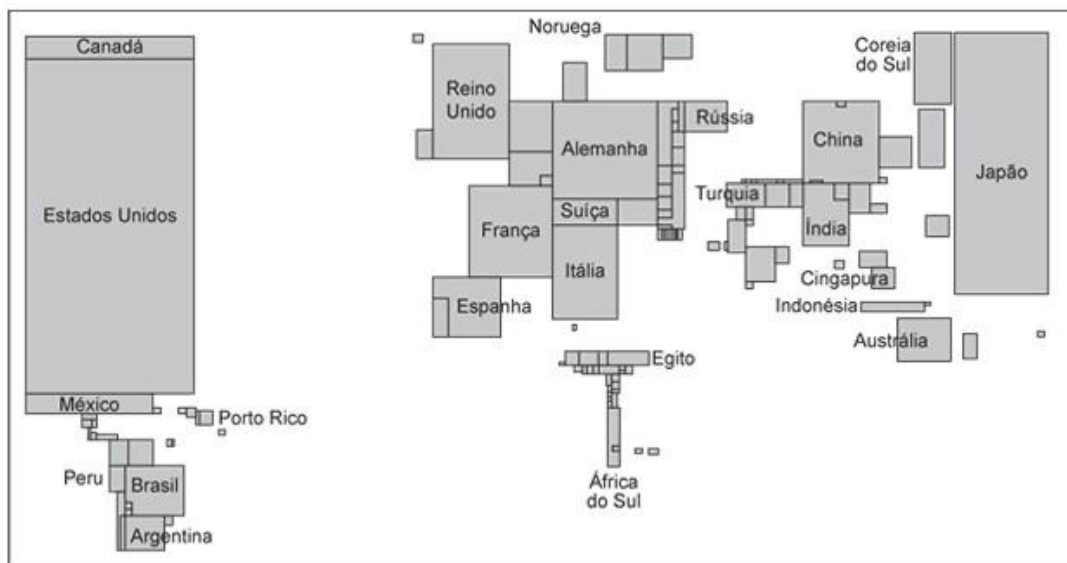 Canadá
Estados Unidos
México
Porto Rico
Peru
Brasil
Argentina
Noruega
Reino
Unido
Alemanha
Rússia
Suíça
França
Itália
Espanha
Egito
África
do Sul
Coreia
do Sul
China
Japão
Turquia
Índia
Cingapura
Indonésia
Austrália